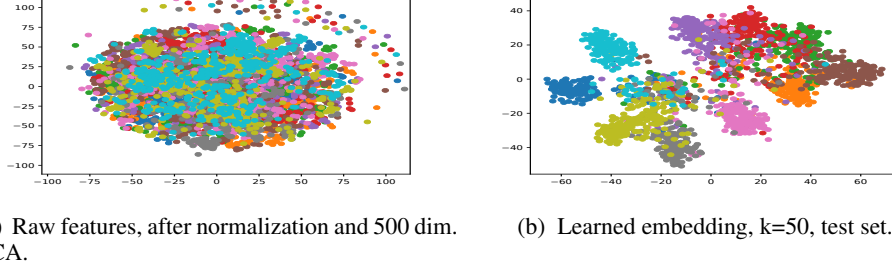 100
75
50
25
0
−25
−50
−75
−100
−100 −75 −50 −25 0 25 50 75 100
40
20
0
−20
−40
−60 −40 −20 0 20 40 60
) Raw features, after normalization and 500 dim.
CA.
(b) Learned embedding, k=50, test set.